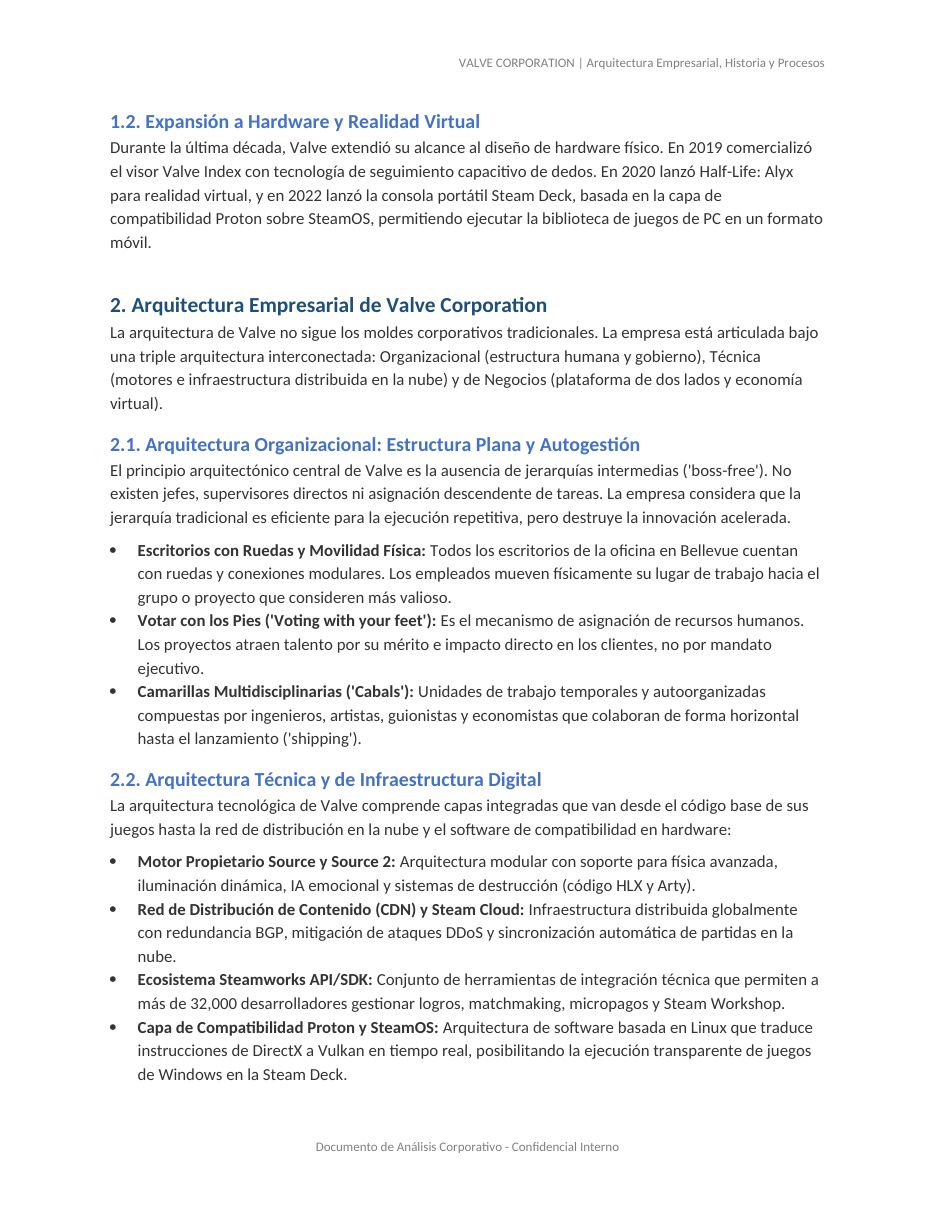 VALVE CORPORATION | Arquitectura Empresarial, Historia y Procesos
1.2. Expansión a Hardware y Realidad Virtual
Durante la última década, Valve extendió su alcance al diseño de hardware físico. En 2019 comercializó
el visor Valve Index con tecnología de seguimiento capacitivo de dedos. En 2020 lanzó Half-Life: Alyx
para realidad virtual, y en 2022 lanzó la consola portátil Steam Deck, basada en la capa de
compatibilidad Proton sobre SteamOS, permitiendo ejecutar la biblioteca de juegos de PC en un formato
móvil.
2. Arquitectura Empresarial de Valve Corporation
La arquitectura de Valve no sigue los moldes corporativos tradicionales. La empresa está articulada bajo
una triple arquitectura interconectada: Organizacional (estructura humana y gobierno), Técnica
(motores e infraestructura distribuida en la nube) y de Negocios (plataforma de dos lados y economía
virtual).
2.1. Arquitectura Organizacional: Estructura Plana y Autogestión
El principio arquitectónico central de Valve es la ausencia de jerarquías intermedias ('boss-free'). No
existen jefes, supervisores directos ni asignación descendente de tareas. La empresa considera que la
jerarquía tradicional es eficiente para la ejecución repetitiva, pero destruye la innovación acelerada.
• Escritorios con Ruedas y Movilidad Física: Todos los escritorios de la oficina en Bellevue cuentan
con ruedas y conexiones modulares. Los empleados mueven físicamente su lugar de trabajo hacia el
grupo o proyecto que consideren más valioso.
• Votar con los Pies ('Voting with your feet'): Es el mecanismo de asignación de recursos humanos.
Los proyectos atraen talento por su mérito e impacto directo en los clientes, no por mandato
ejecutivo.
• Camarillas Multidisciplinarias ('Cabals'): Unidades de trabajo temporales y autoorganizadas
compuestas por ingenieros, artistas, guionistas y economistas que colaboran de forma horizontal
hasta el lanzamiento ('shipping').
2.2. Arquitectura Técnica y de Infraestructura Digital
La arquitectura tecnológica de Valve comprende capas integradas que van desde el código base de sus
juegos hasta la red de distribución en la nube y el software de compatibilidad en hardware:
• Motor Propietario Source y Source 2: Arquitectura modular con soporte para física avanzada,
iluminación dinámica, IA emocional y sistemas de destrucción (código HLX y Arty).
• Red de Distribución de Contenido (CDN) y Steam Cloud: Infraestructura distribuida globalmente
con redundancia BGP, mitigación de ataques DDoS y sincronización automática de partidas en la
nube.
• Ecosistema Steamworks API/SDK: Conjunto de herramientas de integración técnica que permiten a
más de 32,000 desarrolladores gestionar logros, matchmaking, micropagos y Steam Workshop.
• Capa de Compatibilidad Proton y SteamOS: Arquitectura de software basada en Linux que traduce
instrucciones de DirectX a Vulkan en tiempo real, posibilitando la ejecución transparente de juegos
de Windows en la Steam Deck.
Documento de Análisis Corporativo - Confidencial Interno